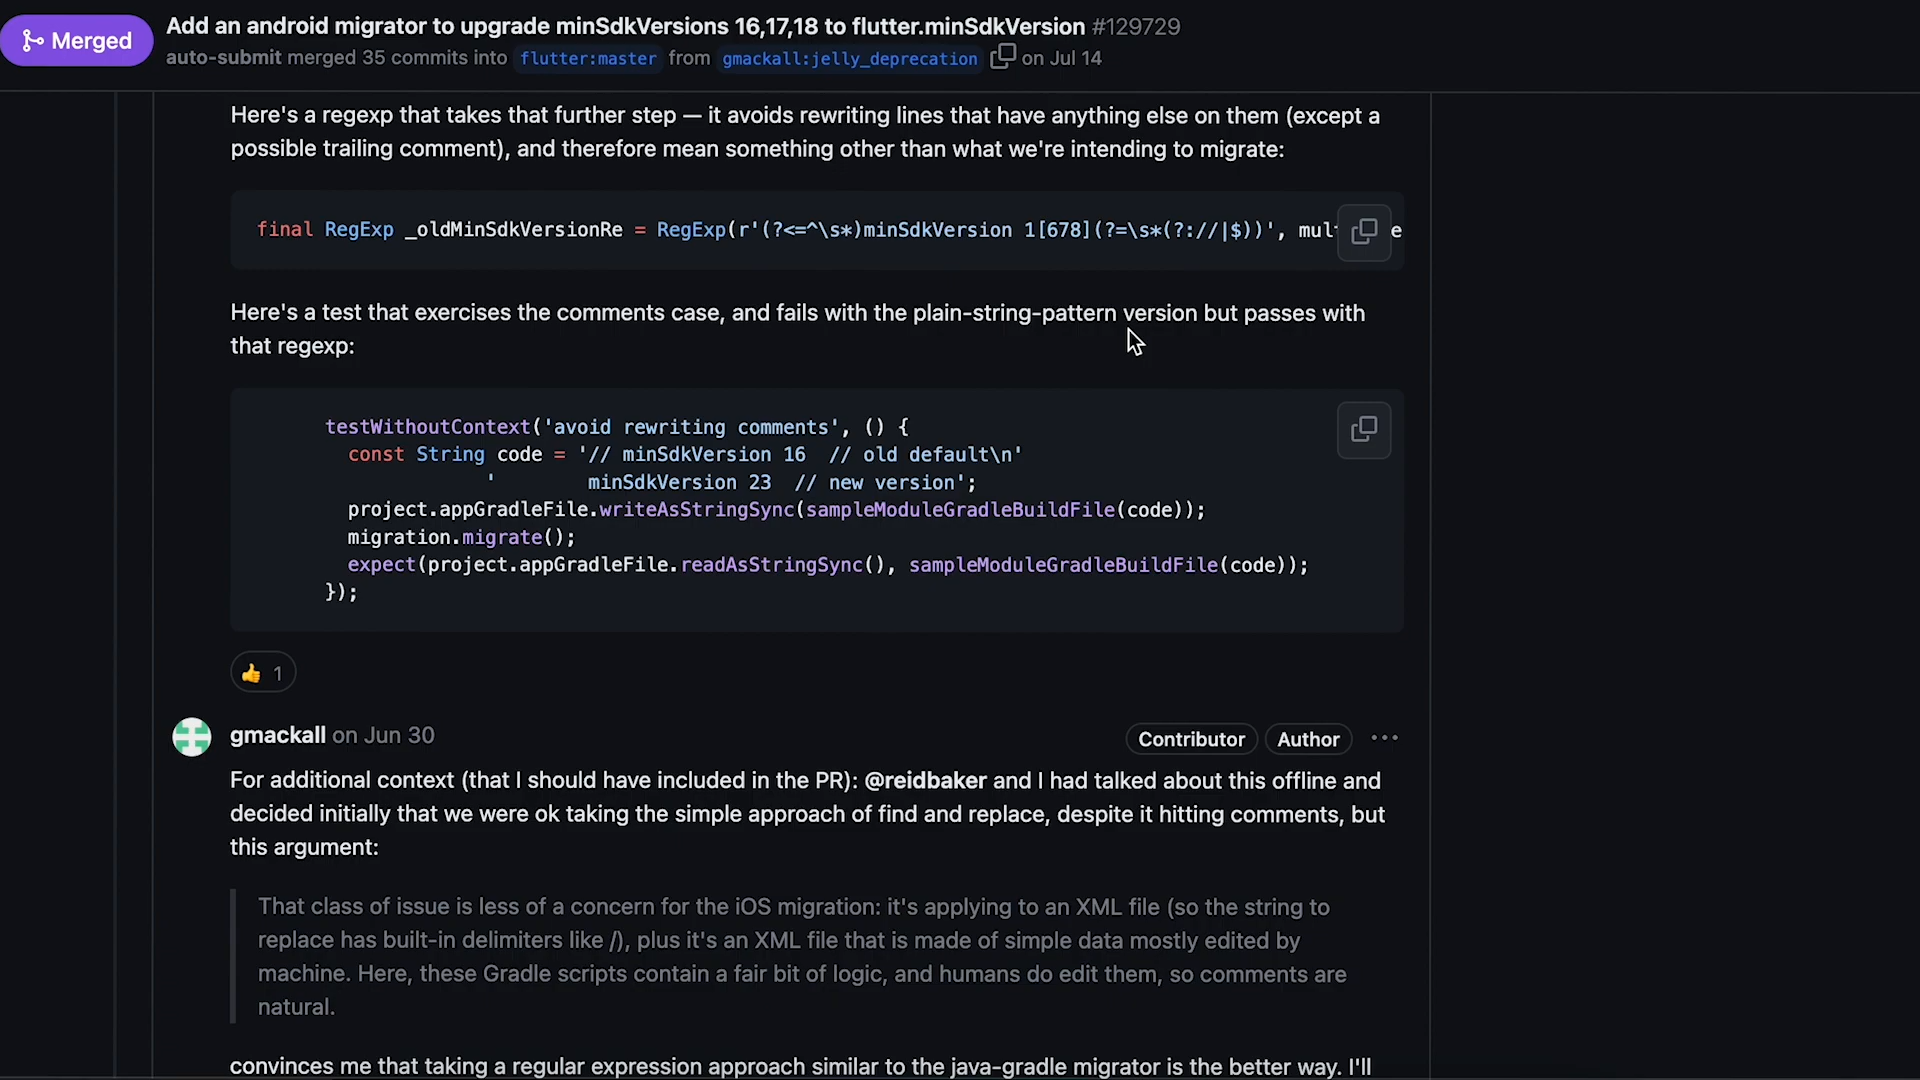 Merged
Add an android migrator to upgrade minSdkVersions 16,17,18 to flutter.minSdkVersion #129729
auto-submit merged 35 commits into flutter:master from gmackall:jelly_deprecation on Jul 14
Here's a regexp that takes that further step — it avoids rewriting lines that have anything else on them (except a
possible trailing comment), and therefore mean something other than what we're intending to migrate:
final RegExp _oldMinSdkVersionRe = RegExp(r'(?<=^\s*)minSdkVersion 1[678](?=\s*(?://|$))',
Here's a test that exercises the comments case, and fails with the plain-string-pattern version but passes with
that regexp:
testWithoutContext('avoid rewriting comments', () {
const String code = '// minSdkVersion 16  // old default\n'
'        minSdkVersion 23  // new version';
project.appGradleFile.writeAsStringSync(sampleModuleGradleBuildFile(code));
migration.migrate();
expect(project.appGradleFile.readAsStringSync(), sampleModuleGradleBuildFile(code));
});
👍 1
gmackall on Jun 30
Contributor Author ...
For additional context (that I should have included in the PR): @reidbaker and I had talked about this offline and
decided initially that we were ok taking the simple approach of find and replace, despite it hitting comments, but
this argument:
That class of issue is less of a concern for the iOS migration: it's applying to an XML file (so the string to
replace has built-in delimiters like /), plus it's an XML file that is made of simple data mostly edited by
machine. Here, these Gradle scripts contain a fair bit of logic, and humans do edit them, so comments are
natural.
convinces me that taking a regular expression approach similar to the java-gradle migrator is the better way. I'll